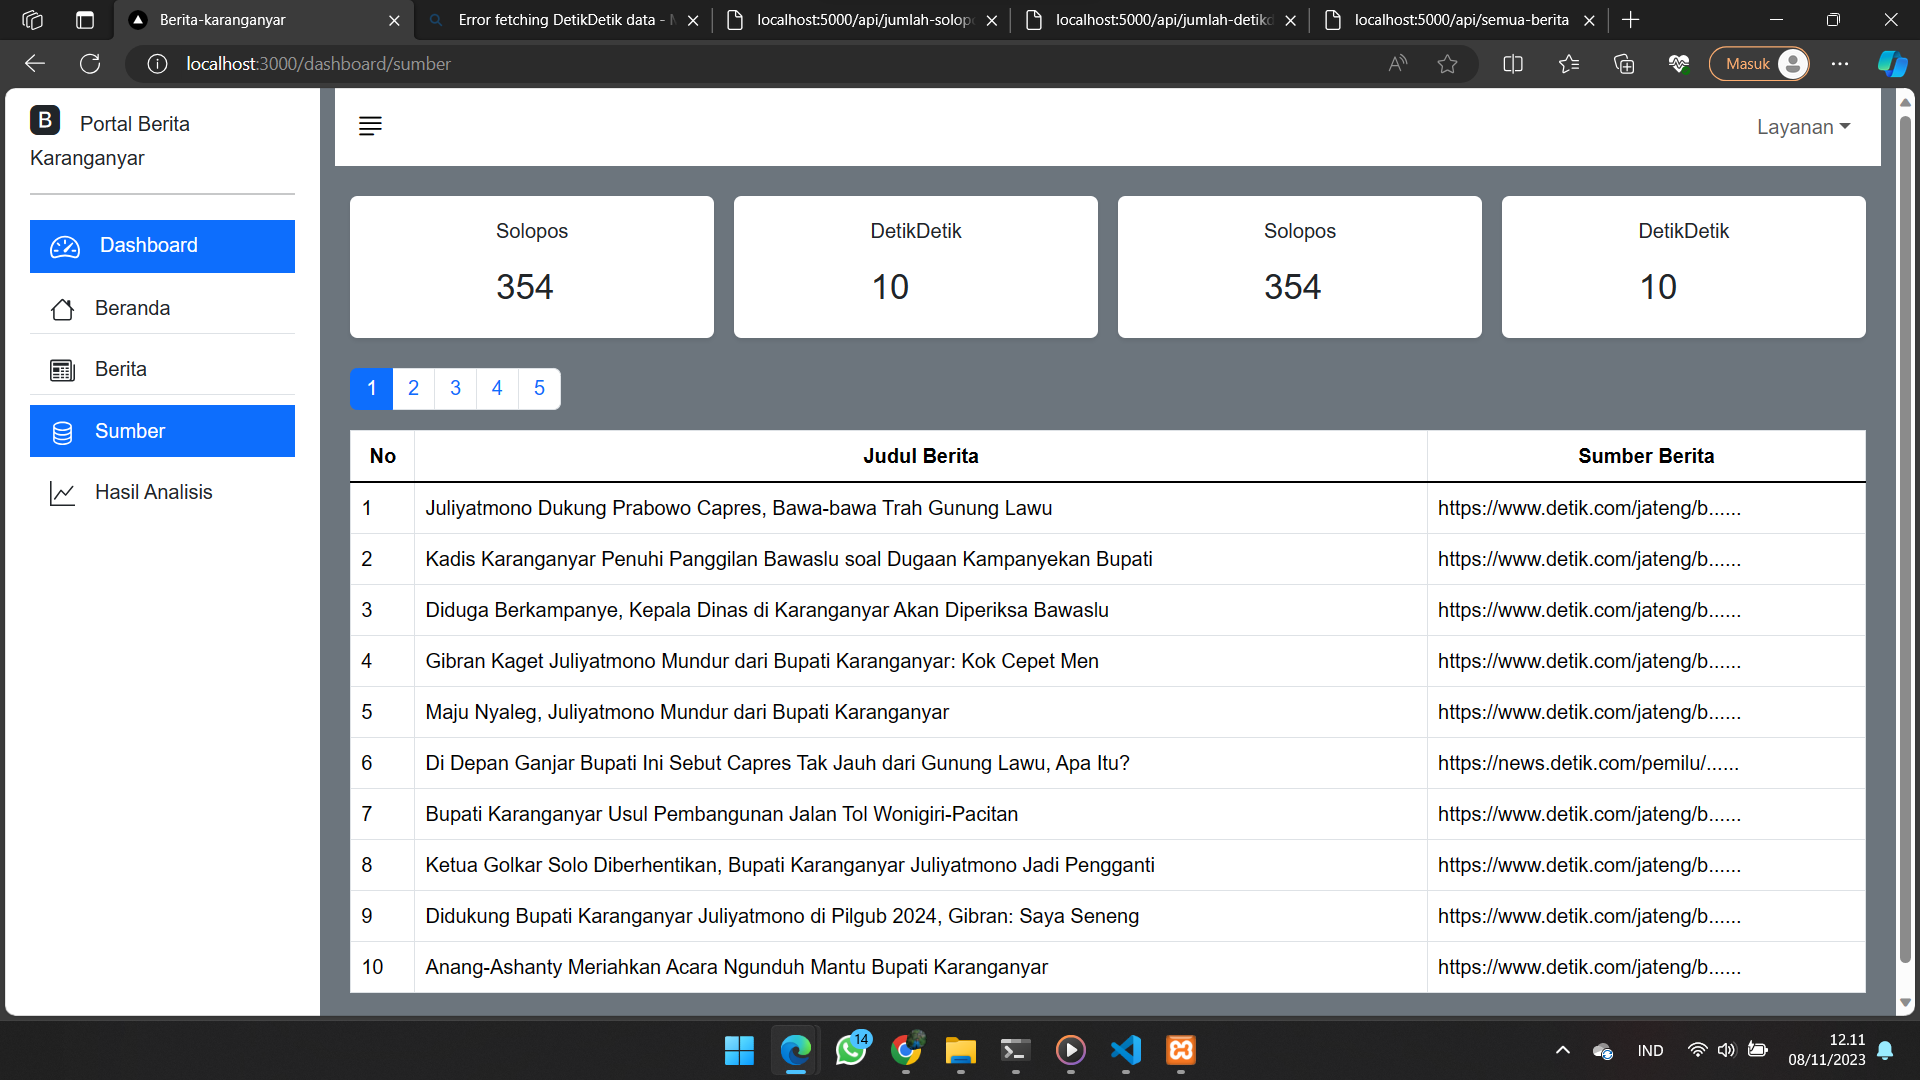 Berita-karanganyar
Error fetching DetikDetik data -
localhost:5000/api/jumlah-solop
localhost:5000/api/jumlah-detikd
localhost:5000/api/semua-berita
localhost:3000/dashboard/sumber
Masuk
B
Portal Berita
Karanganyar
Dashboard
Beranda
Berita
Sumber
Hasil Analisis
Layanan
Solopos
354
DetikDetik
10
Solopos
354
DetikDetik
10
1 2 3 4 5
No Judul Berita Sumber Berita
1 Juliyatmono Dukung Prabowo Capres, Bawa-bawa Trah Gunung Lawu https://www.detik.com/jateng/b......
2 Kadis Karanganyar Penuhi Panggilan Bawaslu soal Dugaan Kampanyekan Bupati https://www.detik.com/jateng/b......
3 Diduga Berkampanye, Kepala Dinas di Karanganyar Akan Diperiksa Bawaslu https://www.detik.com/jateng/b......
4 Gibran Kaget Juliyatmono Mundur dari Bupati Karanganyar: Kok Cepet Men https://www.detik.com/jateng/b......
5 Maju Nyaleg, Juliyatmono Mundur dari Bupati Karanganyar https://www.detik.com/jateng/b......
6 Di Depan Ganjar Bupati Ini Sebut Capres Tak Jauh dari Gunung Lawu, Apa Itu? https://news.detik.com/pemilu/......
7 Bupati Karanganyar Usul Pembangunan Jalan Tol Wonigiri-Pacitan https://www.detik.com/jateng/b......
8 Ketua Golkar Solo Diberhentikan, Bupati Karanganyar Juliyatmono Jadi Pengganti https://www.detik.com/jateng/b......
9 Didukung Bupati Karanganyar Juliyatmono di Pilgub 2024, Gibran: Saya Seneng https://www.detik.com/jateng/b......
10 Anang-Ashanty Meriahkan Acara Ngunduh Mantu Bupati Karanganyar https://www.detik.com/jateng/b......
14
IND
12.11
08/11/2023